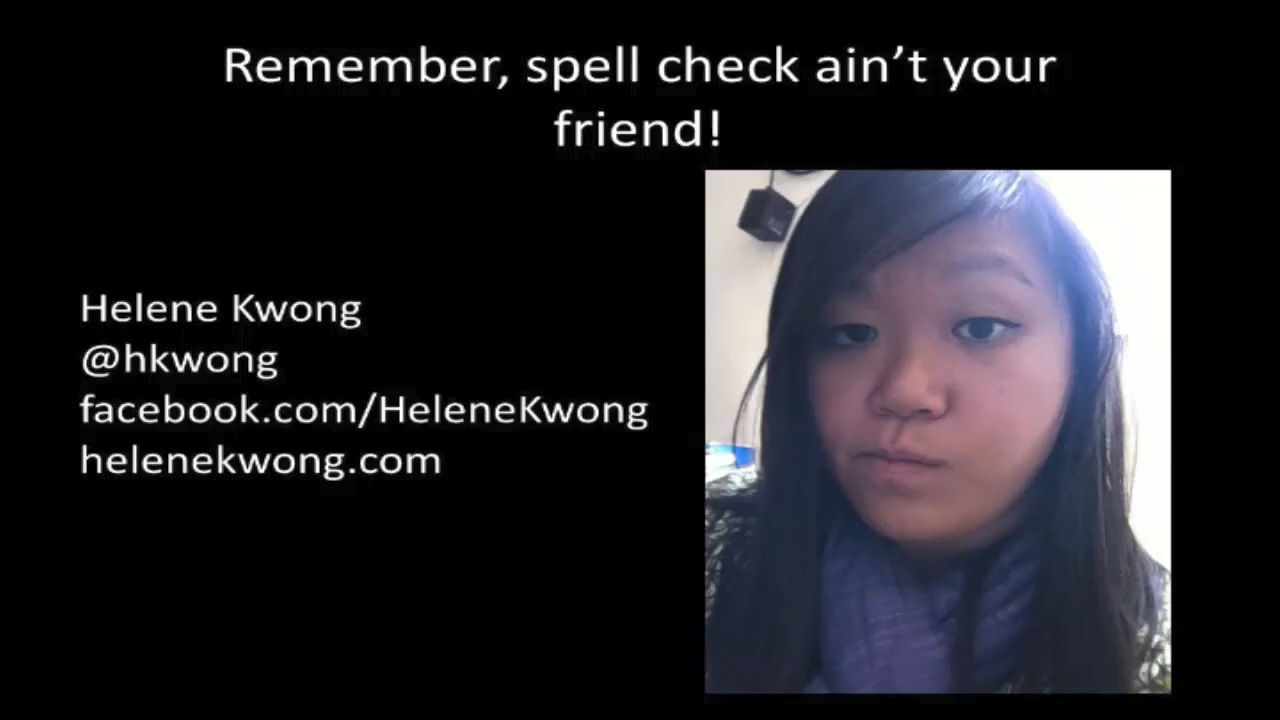 Remember, spell check ain’t your
friend!
Helene Kwong
@hkwong
facebook.com/HeleneKwong
helenekwong.com